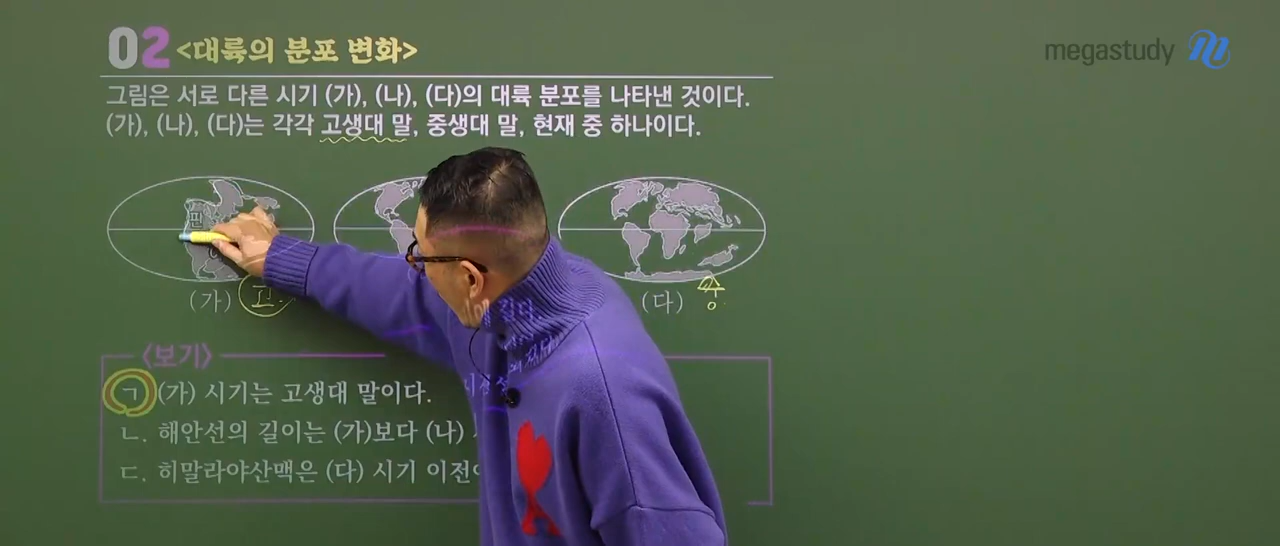 02 <대륙의 분포 변화>
megastudy
그림은 서로 다른 시기 (가), (나), (다)의 대륙 분포를 나타낸 것이다.
(가), (나), (다)는 각각 고생대 말, 중생대 말, 현재 중 하나이다.
판
(가) 고
(다) 중
<보기>
ㄱ (가) 시기는 고생대 말이다.
ㄴ. 해안선의 길이는 (가)보다 (나)
ㄷ. 히말라야산맥은 (다) 시기 이전